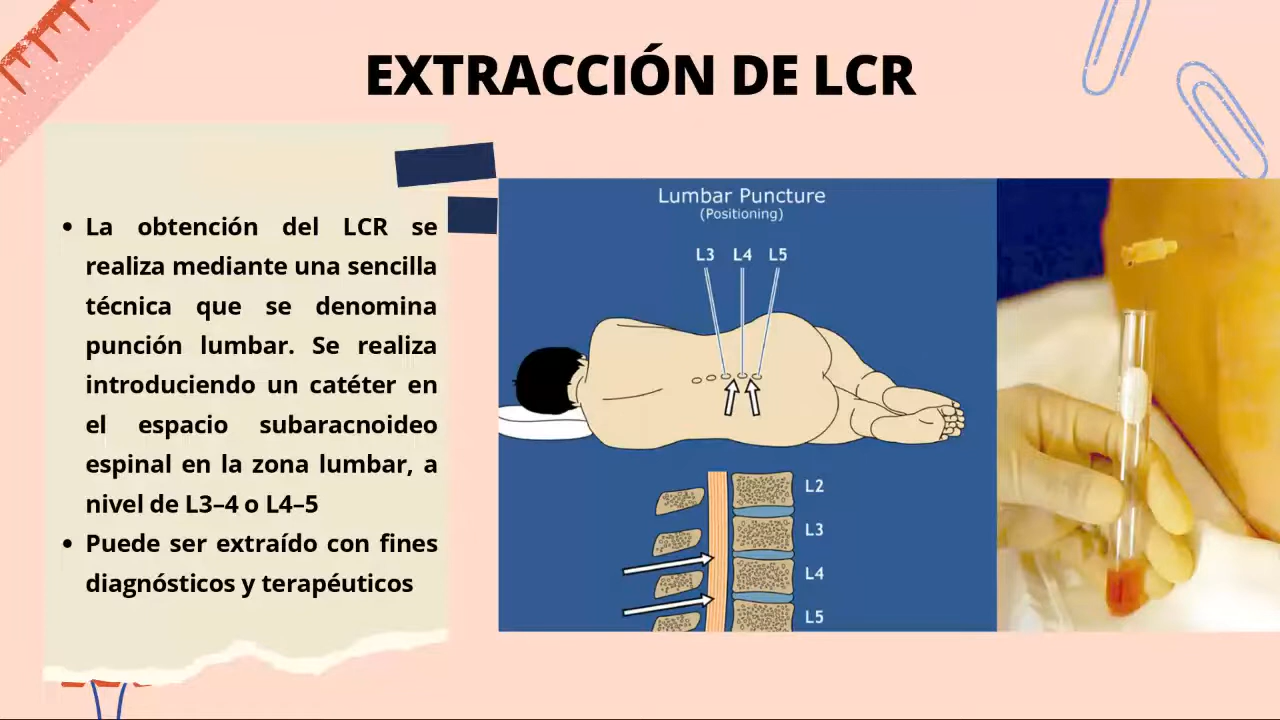 EXTRACCIÓN DE LCR
• La obtención del LCR se
realiza mediante una sencilla
técnica que se denomina
punción lumbar. Se realiza
introduciendo un catéter en
el espacio subaracnoideo
espinal en la zona lumbar, a
nivel de L3–4 o L4–5
• Puede ser extraído con fines
diagnósticos y terapéuticos
Lumbar Puncture
(Positioning)
L3 L4 L5
L2
L3
L4
L5